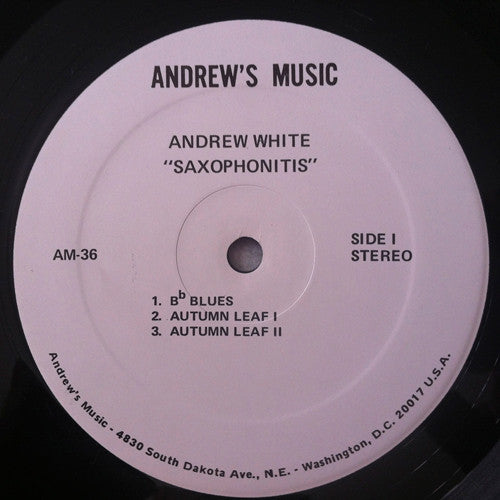 ANDREW'S MUSIC
ANDREW WHITE
"SAXOPHONITIS"
AM-36
SIDE I
STEREO
1. Bb BLUES
2. AUTUMN LEAF I
3. AUTUMN LEAF II
Andrew's Music - 4830 South Dakota Ave., N.E. - Washington, D.C. 20017 U.S.A.